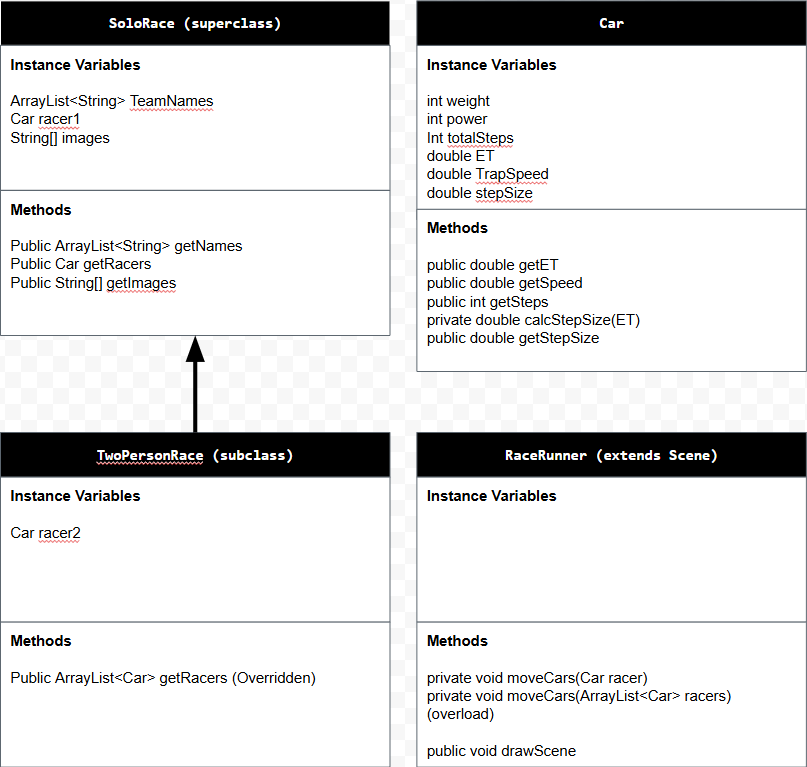 SoloRace (superclass)
Instance Variables
ArrayList<String> TeamNames
Car racer1
String[] images
Methods
Public ArrayList<String> getNames
Public Car getRacers
Public String[] getImages
Car
Instance Variables
int weight
int power
Int totalSteps
double ET
double TrapSpeed
double stepSize
Methods
public double getET
public double getSpeed
public int getSteps
private double calcStepSize(ET)
public double getStepSize
TwoPersonRace (subclass)
Instance Variables
Car racer2
Methods
Public ArrayList<Car> getRacers (Overridden)
RaceRunner (extends Scene)
Instance Variables
Methods
private void moveCars(Car racer)
private void moveCars(ArrayList<Car> racers)
(overload)
public void drawScene